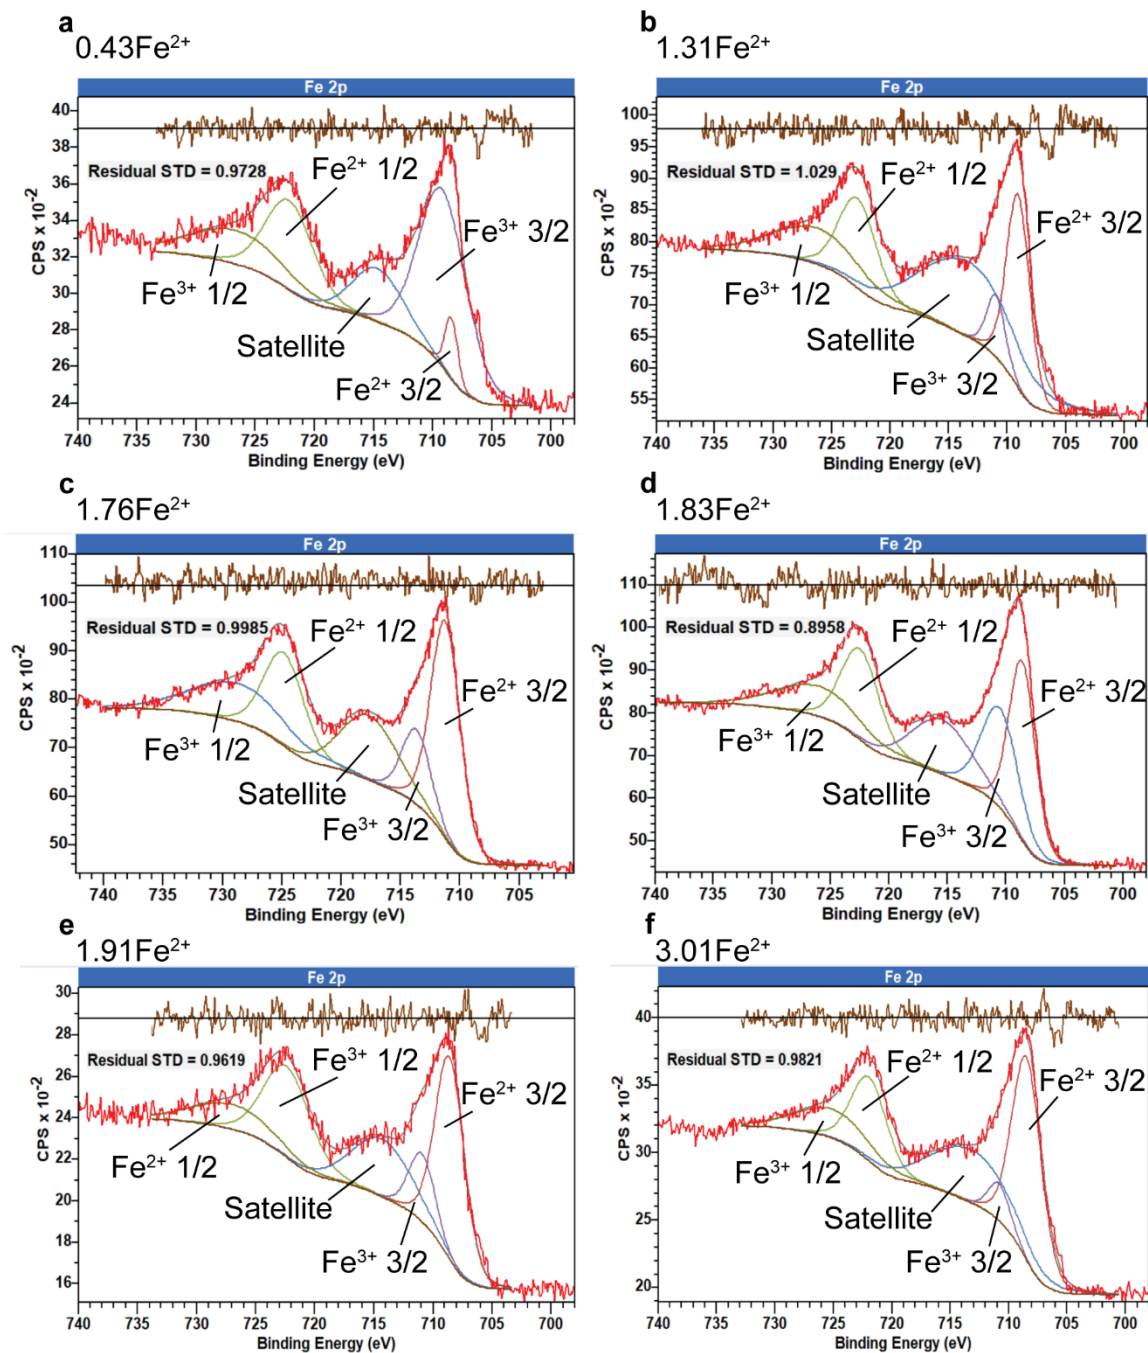 a
0.43Fe²⁺
Fe 2p
CPS x 10⁻²
40
38
36
34
32
30
28
26
24
Residual STD = 0.9728
Fe²⁺ 1/2
Fe³⁺ 3/2
Fe³⁺ 1/2
Satellite
Fe²⁺ 3/2
740 735 730 725 720 715 710 705 700
Binding Energy (eV)
b
1.31Fe²⁺
Fe 2p
CPS x 10⁻²
100
95
90
85
80
75
70
65
60
55
Residual STD = 1.029
Fe²⁺ 1/2
Fe²⁺ 3/2
Fe³⁺ 1/2
Satellite
Fe³⁺ 3/2
740 735 730 725 720 715 710 705 700
Binding Energy (eV)
c
1.76Fe²⁺
Fe 2p
CPS x 10⁻²
110
100
90
80
70
60
50
Residual STD = 0.9985
Fe²⁺ 1/2
Fe²⁺ 3/2
Fe³⁺ 1/2
Satellite
Fe³⁺ 3/2
740 735 730 725 720 715 710 705
Binding Energy (eV)
d
1.83Fe²⁺
Fe 2p
CPS x 10⁻²
110
100
90
80
70
60
50
Residual STD = 0.8958
Fe²⁺ 1/2
Fe²⁺ 3/2
Fe³⁺ 1/2
Satellite
Fe³⁺ 3/2
740 735 730 725 720 715 710 705 700
Binding Energy (eV)
e
1.91Fe²⁺
Fe 2p
CPS x 10⁻²
30
28
26
24
22
20
18
16
Residual STD = 0.9619
Fe³⁺ 1/2
Fe²⁺ 3/2
Fe²⁺ 1/2
Satellite
Fe³⁺ 3/2
740 735 730 725 720 715 710 705 700
Binding Energy (eV)
f
3.01Fe²⁺
Fe 2p
CPS x 10⁻²
40
35
30
25
20
Residual STD = 0.9821
Fe²⁺ 1/2
Fe²⁺ 3/2
Fe³⁺ 1/2
Satellite
Fe³⁺ 3/2
740 735 730 725 720 715 710 705 700
Binding Energy (eV)